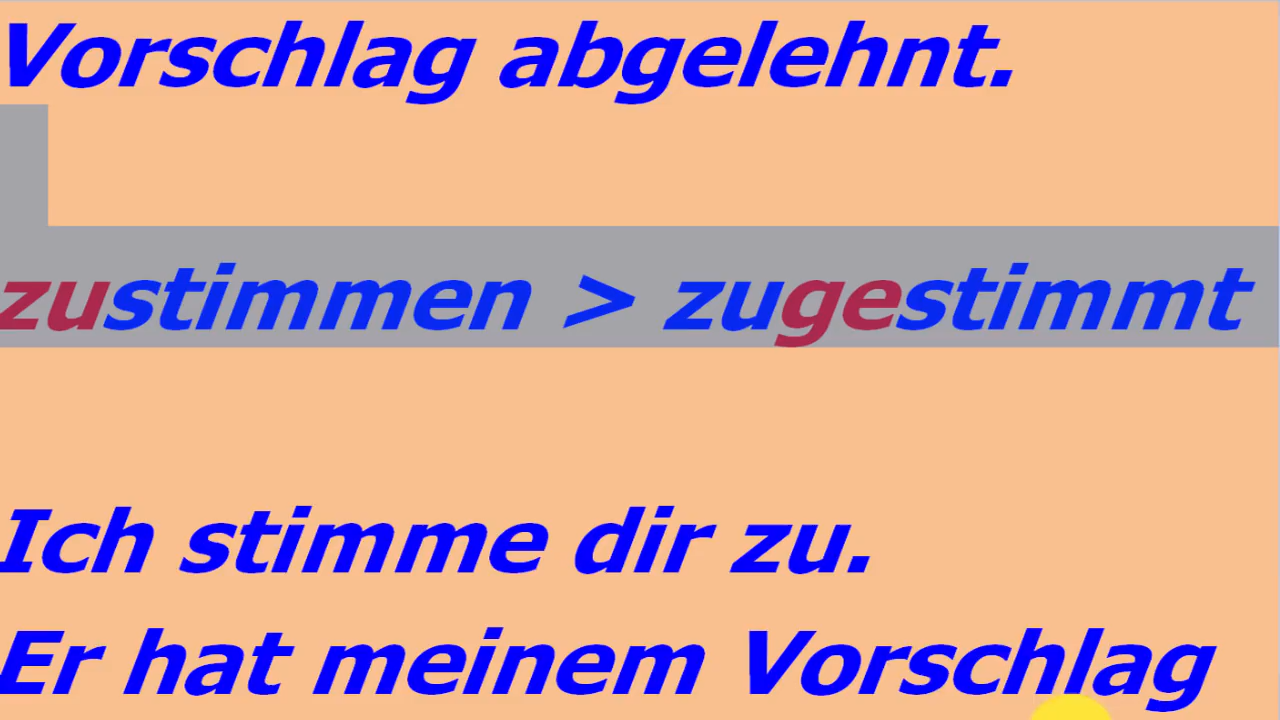 Vorschlag abgelehnt.
zustimmen > zugestimmt
Ich stimme dir zu.
Er hat meinem Vorschlag